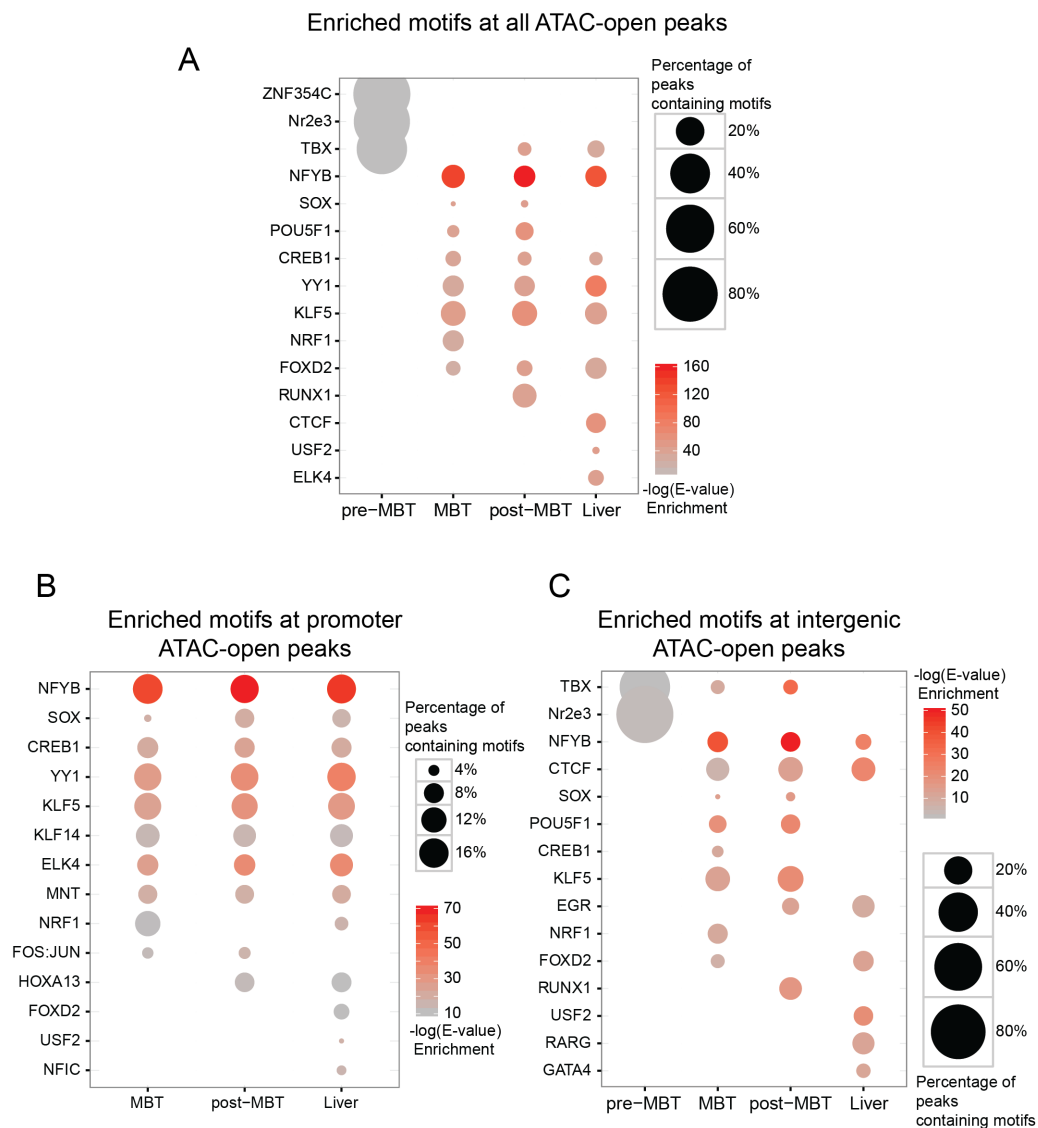 Enriched motifs at all ATAC-open peaks
A
ZNF354C
Nr2e3
TBX
NFYB
SOX
POU5F1
CREB1
YY1
KLF5
NRF1
FOXD2
RUNX1
CTCF
USF2
ELK4
pre−MBT
MBT
post−MBT
Liver
Percentage of
peaks
containing motifs
20%
40%
60%
80%
160
120
80
40
-log(E-value)
Enrichment
B
Enriched motifs at promoter
ATAC-open peaks
NFYB
SOX
CREB1
YY1
KLF5
KLF14
ELK4
MNT
NRF1
FOS:JUN
HOXA13
FOXD2
USF2
NFIC
MBT
post−MBT
Liver
Percentage of
peaks
containing motifs
4%
8%
12%
16%
70
50
30
10
-log(E-value)
Enrichment
C
Enriched motifs at intergenic
ATAC-open peaks
TBX
Nr2e3
NFYB
CTCF
SOX
POU5F1
CREB1
KLF5
EGR
NRF1
FOXD2
RUNX1
USF2
RARG
GATA4
pre−MBT
MBT
post−MBT
Liver
-log(E-value)
Enrichment
50
40
30
20
10
20%
40%
60%
80%
Percentage of
peaks
containing motifs